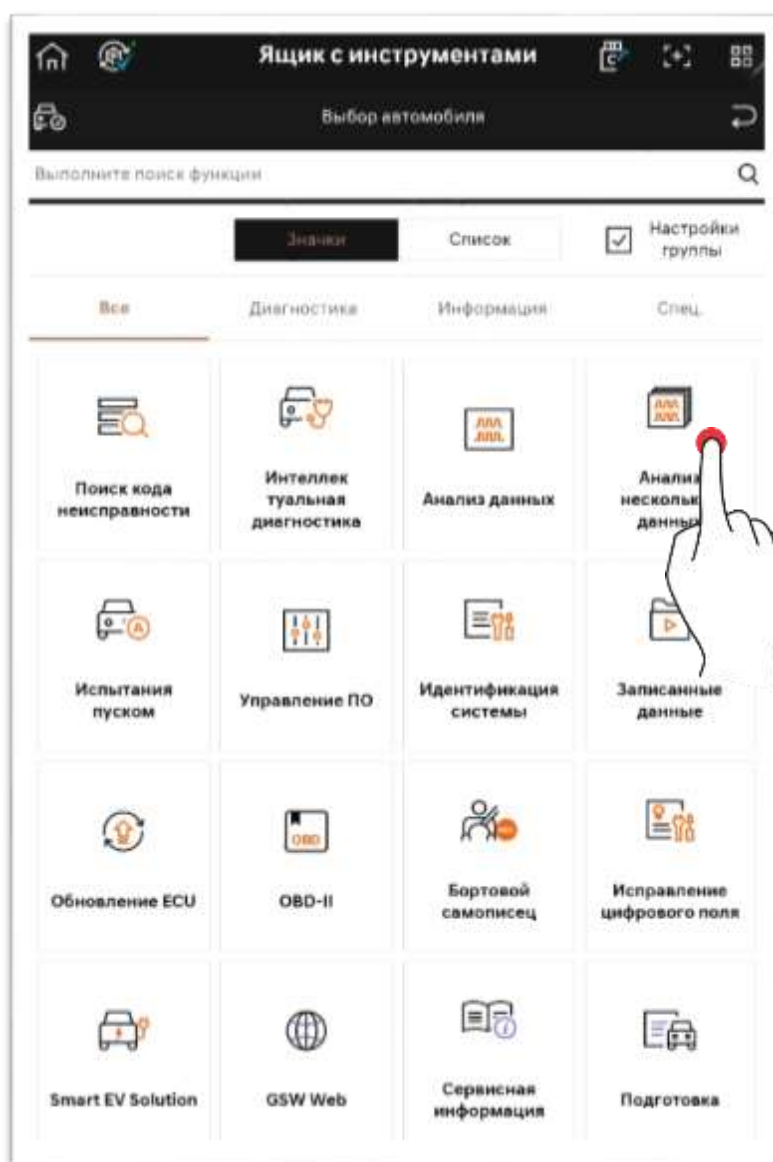 Ящик с инструментами
Выбор автомобиля
Выполните поиск функции
Значки
Список
Настройки
группы
Все
Диагностика
Информация
Спец.
Поиск кода
неисправности
Интеллек
туальная
диагностика
Анализ данных
Анализ
данных
Испытания
пуском
Управление ПО
Идентификация
системы
Записанные
данные
Обновление ECU
OBD
OBD-II
Бортовой
самописец
Исправление
цифрового поля
Smart EV Solution
GSW Web
Сервисная
информация
Подготовка